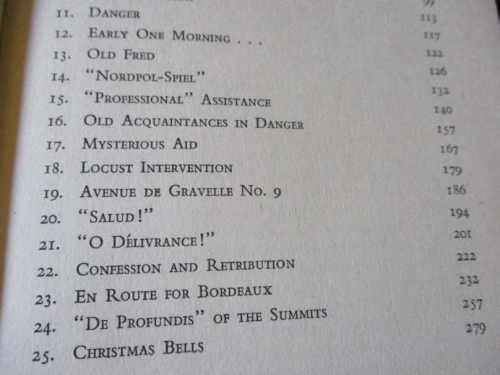 11. Danger 113
12. Early One Morning . . . 117
13. Old Fred 122
14. "Nordpol-Spiel" 126
15. "Professional" Assistance 132
16. Old Acquaintances in Danger 140
17. Mysterious Aid 157
18. Locust Intervention 167
19. Avenue de Gravelle No. 9 179
20. "Salud!" 186
21. "O Délivrance!" 194
22. Confession and Retribution 201
23. En Route for Bordeaux 222
24. "De Profundis" of the Summits 232
25. Christmas Bells 257
279